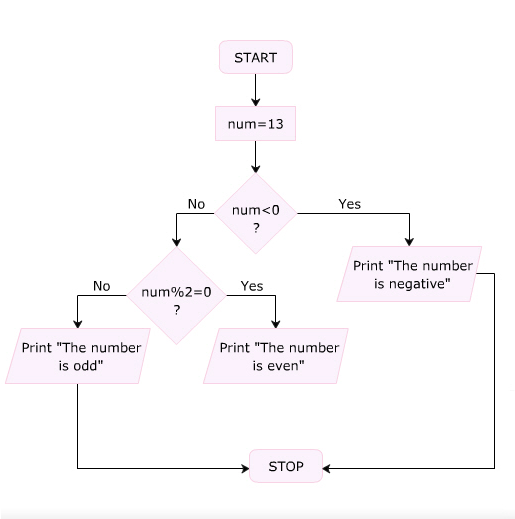 START
num=13
num<0
?
No
Yes
Print "The number
is negative"
num%2=0
?
No
Yes
Print "The number
is odd"
Print "The number
is even"
STOP